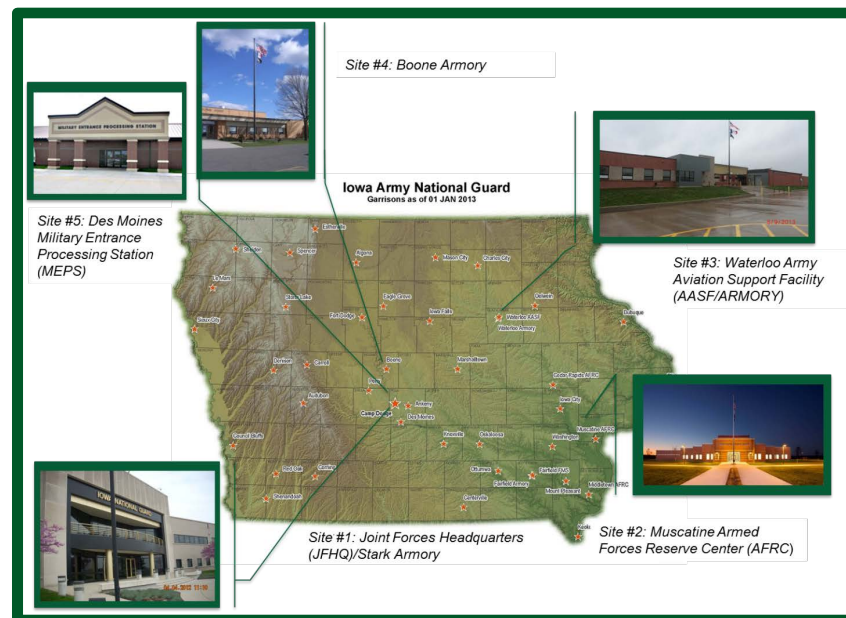 Site #4: Boone Armory
MILITARY ENTRANCE PROCESSING STATION
Iowa Army National Guard
Garrisons as of 01 JAN 2013
Site #5: Des Moines
Military Entrance
Processing Station
(MEPS)
Site #3: Waterloo Army
Aviation Support Facility
(AASF/ARMORY)
Estherville
Sheldon
Spencer
Algona
Mason City
Charles City
Le Mars
Storm Lake
Eagle Grove
Oelwein
Sioux City
Fort Dodge
Iowa Falls
Waterloo AASF
Waterloo Armory
Dubuque
Denison
Carroll
Boone
Marshalltown
Perry
Cedar Rapids AFRC
Audubon
Camp Dodge
Ankeny
Des Moines
Iowa City
Council Bluffs
Knoxville
Oskaloosa
Washington
Muscatine AFRC
Red Oak
Corning
Ottumwa
Fairfield FMS
Fairfield Armory
Mount Pleasant
Middletown AFRC
Shenandoah
Centerville
Keokuk
IOWA NATIONAL GUARD
Site #1: Joint Forces Headquarters
(JFHQ)/Stark Armory
Site #2: Muscatine Armed
Forces Reserve Center (AFRC)